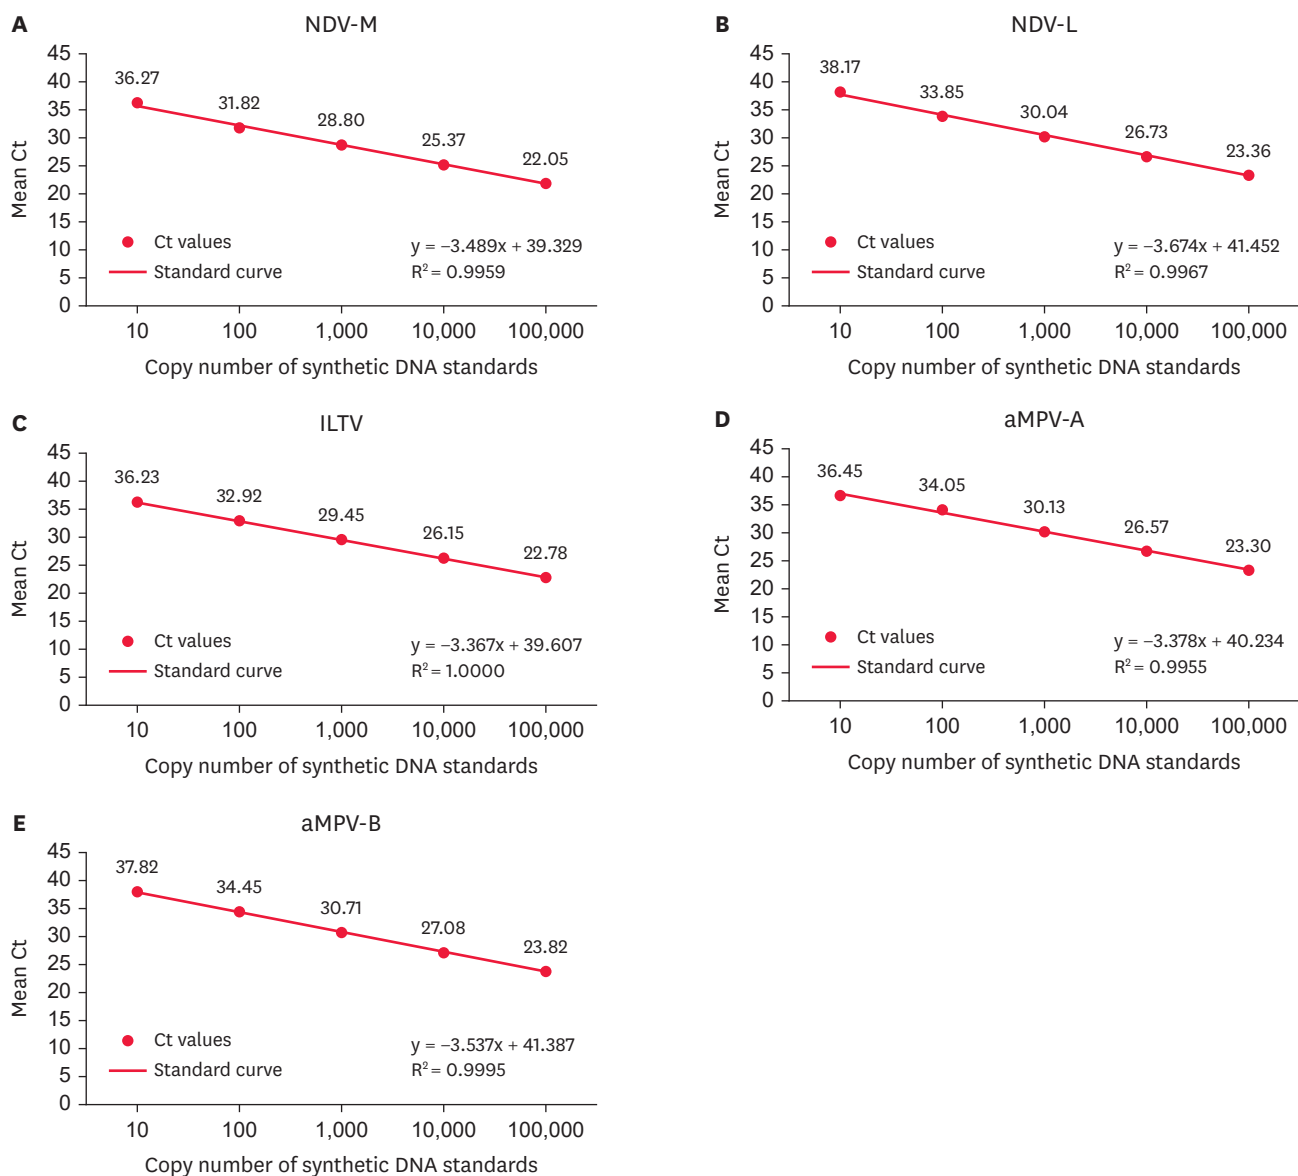 A
NDV-M
45
40
35
30
25
20
15
10
5
0
Mean Ct
36.27
31.82
28.80
25.37
22.05
Ct values
Standard curve
y = −3.489x + 39.329
R² = 0.9959
10 100 1,000 10,000 100,000
Copy number of synthetic DNA standards
B
NDV-L
45
40
35
30
25
20
15
10
5
0
Mean Ct
38.17
33.85
30.04
26.73
23.36
Ct values
Standard curve
y = −3.674x + 41.452
R² = 0.9967
10 100 1,000 10,000 100,000
Copy number of synthetic DNA standards
C
ILTV
45
40
35
30
25
20
15
10
5
0
Mean Ct
36.23
32.92
29.45
26.15
22.78
Ct values
Standard curve
y = −3.367x + 39.607
R² = 1.0000
10 100 1,000 10,000 100,000
Copy number of synthetic DNA standards
D
aMPV-A
45
40
35
30
25
20
15
10
5
0
Mean Ct
36.45
34.05
30.13
26.57
23.30
Ct values
Standard curve
y = −3.378x + 40.234
R² = 0.9955
10 100 1,000 10,000 100,000
Copy number of synthetic DNA standards
E
aMPV-B
45
40
35
30
25
20
15
10
5
0
Mean Ct
37.82
34.45
30.71
27.08
23.82
Ct values
Standard curve
y = −3.537x + 41.387
R² = 0.9995
10 100 1,000 10,000 100,000
Copy number of synthetic DNA standards